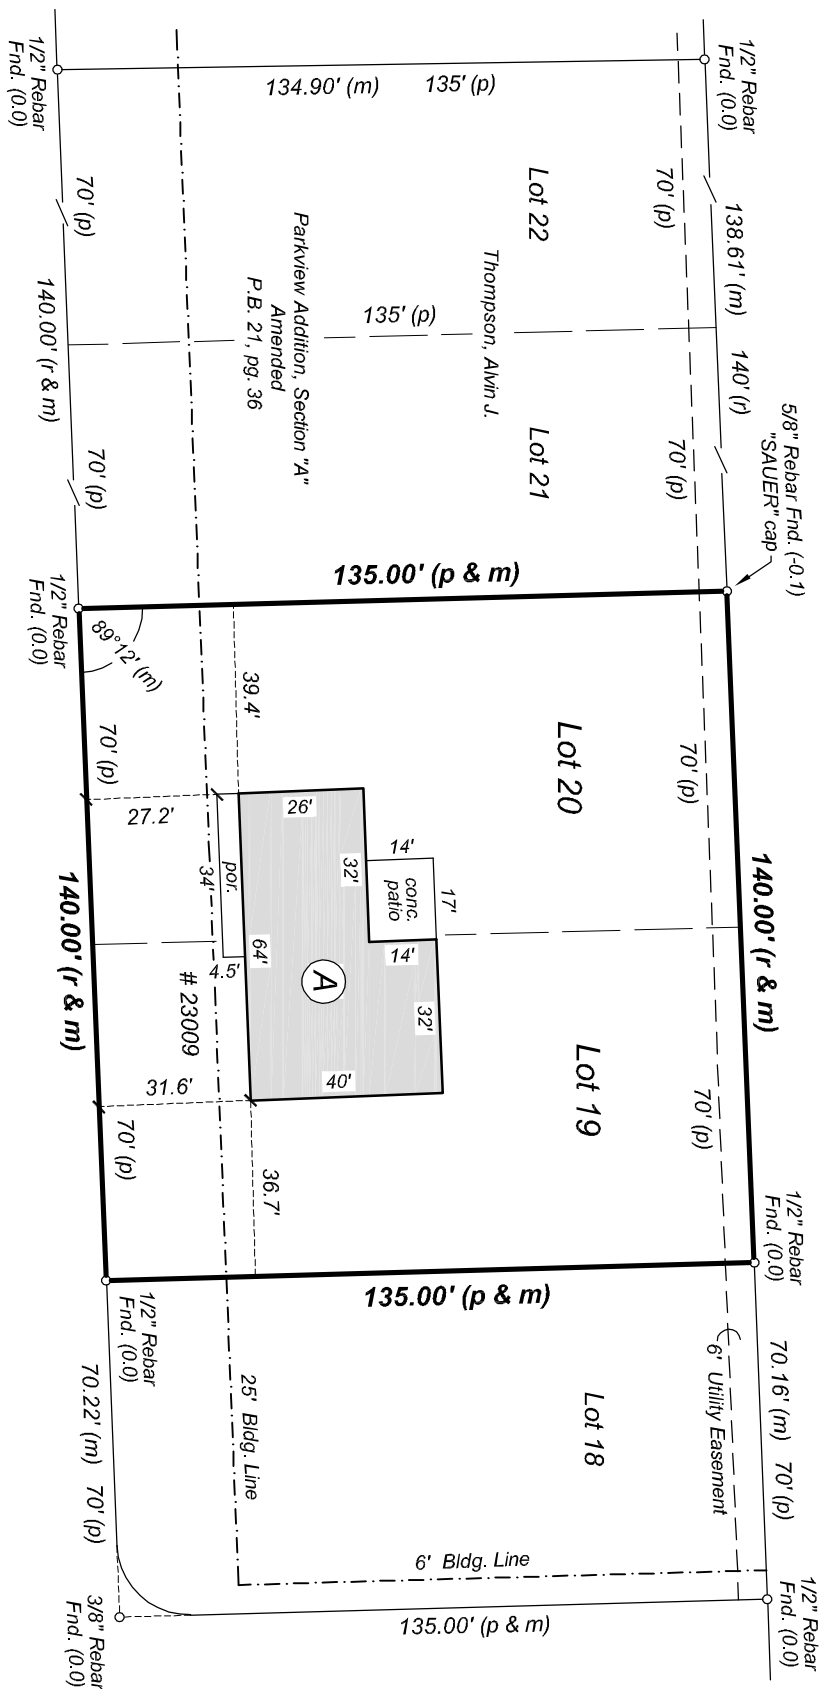 1/2" Rebar
Fnd. (0.0)
134.90' (m) 135' (p)
1/2" Rebar
Fnd. (0.0)
70' (p)
Lot 22
70' (p)
138.61' (m) 140' (r)
140.00' (r & m)
Parkview Addition, Section "A"
Amended
P.B. 21, pg. 36
135' (p)
Thompson, Alvin J.
5/8" Rebar Fnd. (-0.1)
"SAUER" cap
70' (p)
Lot 21
70' (p)
135.00' (p & m)
1/2" Rebar
Fnd. (0.0)
89°12' (m)
39.4'
70' (p)
Lot 20
70' (p)
27.2'
26'
14'
32'
conc.
patio
17'
por.
34'
140.00' (r & m)
140.00' (r & m)
64'
14'
4.5'
A
32'
# 23009
40'
31.6'
Lot 19
70' (p)
70' (p)
36.7'
1/2" Rebar
Fnd. (0.0)
135.00' (p & m)
1/2" Rebar
Fnd. (0.0)
70.22' (m) 70' (p)
25' Bldg. Line
Lot 18
6' Utility Easement
70.16' (m) 70' (p)
6' Bldg. Line
3/8" Rebar
Fnd. (0.0)
135.00' (p & m)
1/2" Rebar
Fnd. (0.0)